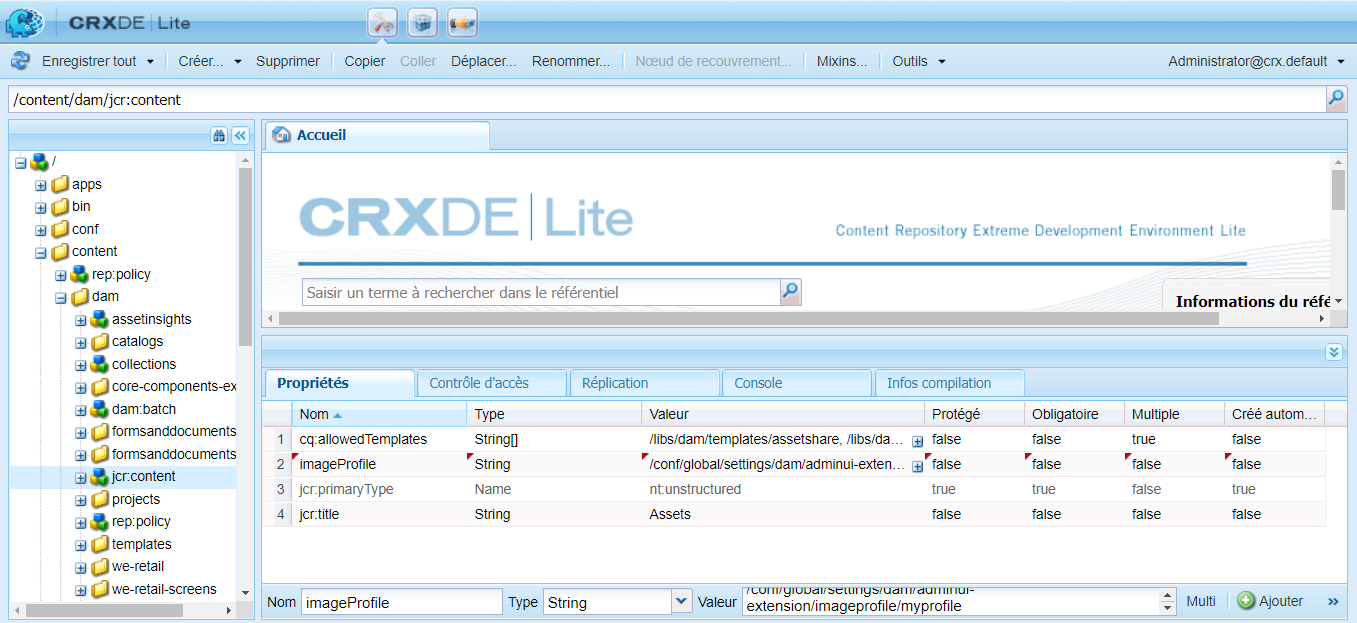 CRXDE | Lite
Enregistrer tout Créer... Supprimer Copier Coller Déplacer... Renommer... Nœud de recouvrement... Mixins... Outils Administrator@crx.default
/content/dam/jcr:content
/
apps
bin
conf
content
rep:policy
dam
assetinsights
catalogs
collections
core-components-ex
dam:batch
formsanddocuments
formsanddocuments
jcr:content
projects
rep:policy
templates
we-retail
we-retail-screens
Accueil
CRXDE | Lite
Content Repository Extreme Development Environment Lite
Saisir un terme à rechercher dans le référentiel
Informations du réfé
Propriétés Contrôle d'accès Réplication Console Infos compilation
Nom Type Valeur Protégé Obligatoire Multiple Créé autom...
1 cq:allowedTemplates String[] /libs/dam/templates/assetshare, /libs/da... false false true false
2 imageProfile String /conf/global/settings/dam/adminui-exten... false false false false
3 jcr:primaryType Name nt:unstructured true true false true
4 jcr:title String Assets false false false false
Nom imageProfile Type String Valeur /conf/global/settings/dam/adminui-
extension/imageprofile/myprofile Multi Ajouter